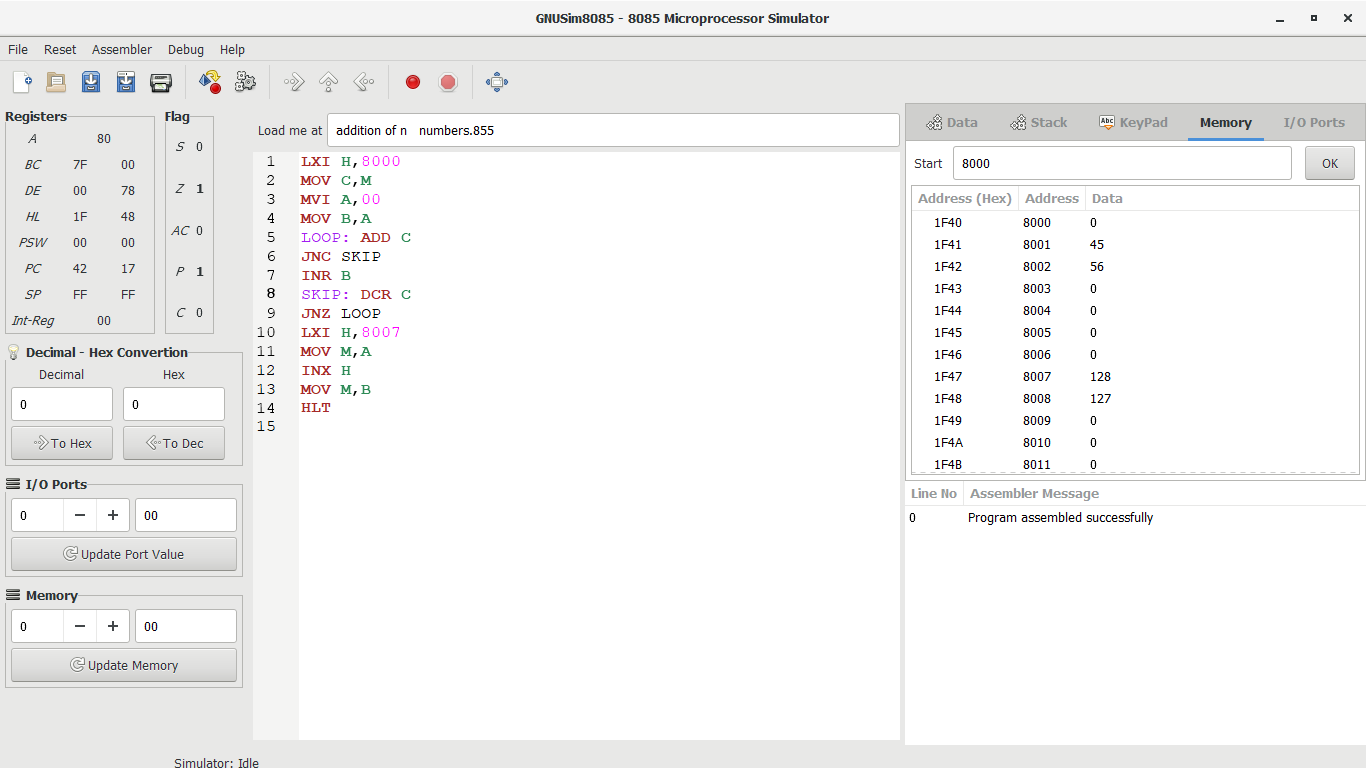 GNUSim8085 - 8085 Microprocessor Simulator
File Reset Assembler Debug Help
Registers
A 80
BC 7F 00
DE 00 78
HL 1F 48
PSW 00 00
PC 42 17
SP FF FF
Int-Reg 00
Flag
S 0
Z 1
AC 0
P 1
C 0
Decimal - Hex Convertion
Decimal Hex
0 0
To Hex To Dec
I/O Ports
0 − + 00
Update Port Value
Memory
0 − + 00
Update Memory
Load me at addition of n numbers.855
1 LXI H,8000
2 MOV C,M
3 MVI A,00
4 MOV B,A
5 LOOP: ADD C
6 JNC SKIP
7 INR B
8 SKIP: DCR C
9 JNZ LOOP
10 LXI H,8007
11 MOV M,A
12 INX H
13 MOV M,B
14 HLT
15
Data Stack Abc KeyPad Memory I/O Ports
Start 8000 OK
Address (Hex) Address Data
1F40 8000 0
1F41 8001 45
1F42 8002 56
1F43 8003 0
1F44 8004 0
1F45 8005 0
1F46 8006 0
1F47 8007 128
1F48 8008 127
1F49 8009 0
1F4A 8010 0
1F4B 8011 0
Line No Assembler Message
0 Program assembled successfully
Simulator: Idle